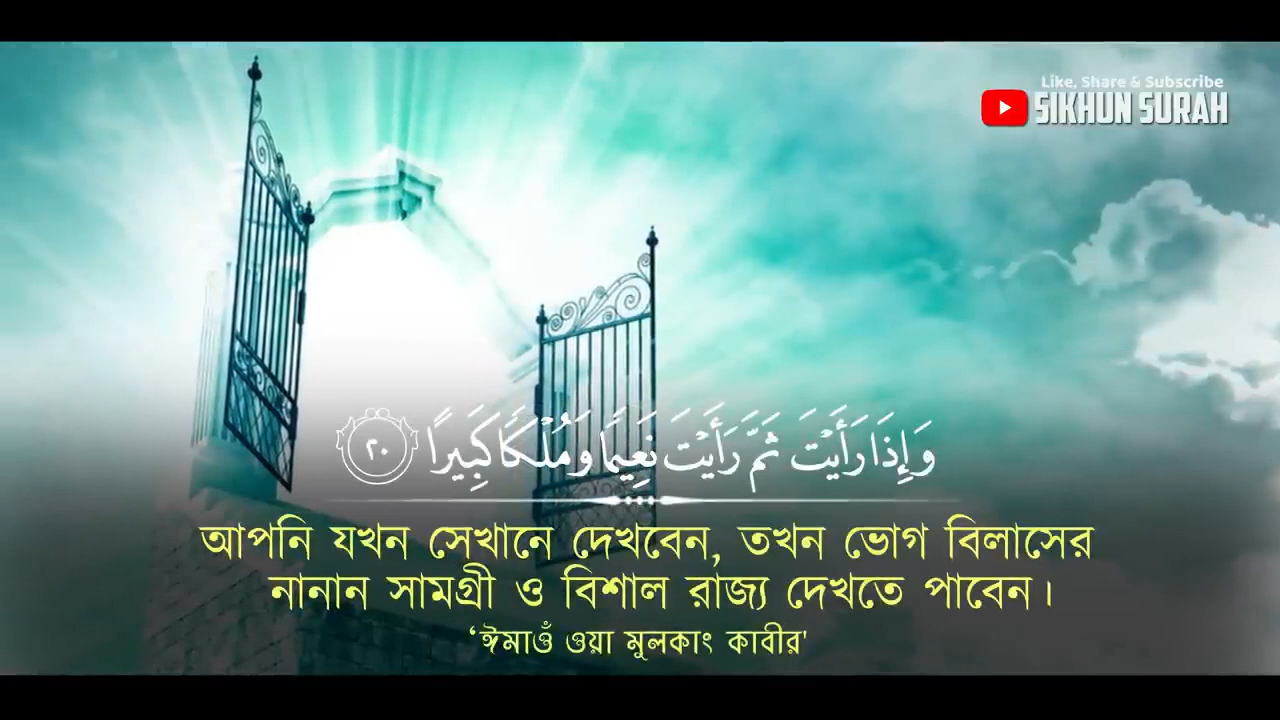 Like, Share & Subscribe
SIKHUN SURAH
وَإِذَا رَأَيْتَ ثَمَّ رَأَيْتَ نَعِيمًا وَمُلْكًا كَبِيرًا ٢٠
আপনি যখন সেখানে দেখবেন, তখন ভোগ বিলাসের
নানান সামগ্রী ও বিশাল রাজ্য দেখতে পাবেন।
‘ঈমাওঁ ওয়া মুলকাং কাবীর'